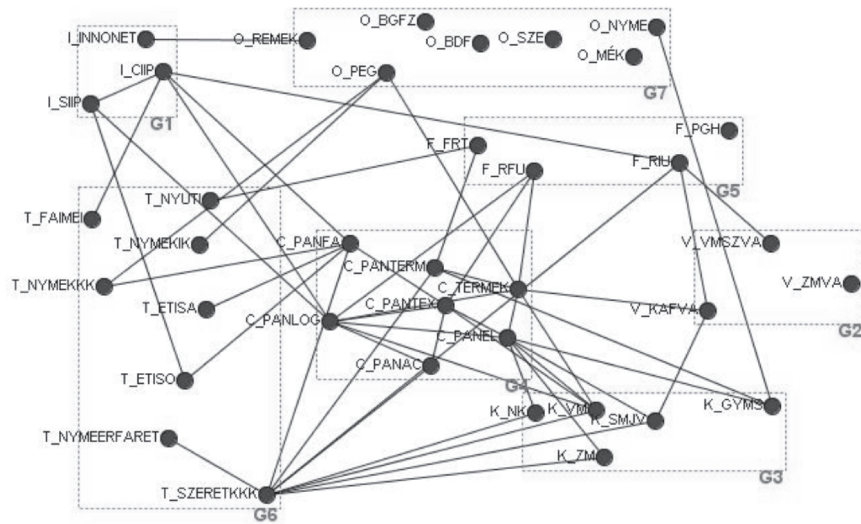 O_BGFZ
O_NYME
I_INNONET
O_REMEK
O_BDF
O_SZE
O_MÉK
I_CIIP
O_PEG
G7
I_SIIP
G1
F_PGH
F_FRT
F_RIU
F_RFU
G5
T_NYUTI
T_FAIMEI
T_NYMEKIK
C_PANFA
V_VMSZVA
C_PANTERM
T_NYMEKKK
C_TERMEK
V_ZMVA
C_PANTEX
T_ETISA
V_KAFVA
C_PANLOG
G2
C_PANEL
C_PANAC
G4
T_ETISO
K_NK
K_VM
K_GYMS
K_SMJV
T_NYMEERFARET
K_ZM
G3
T_SZERETKKK
G6